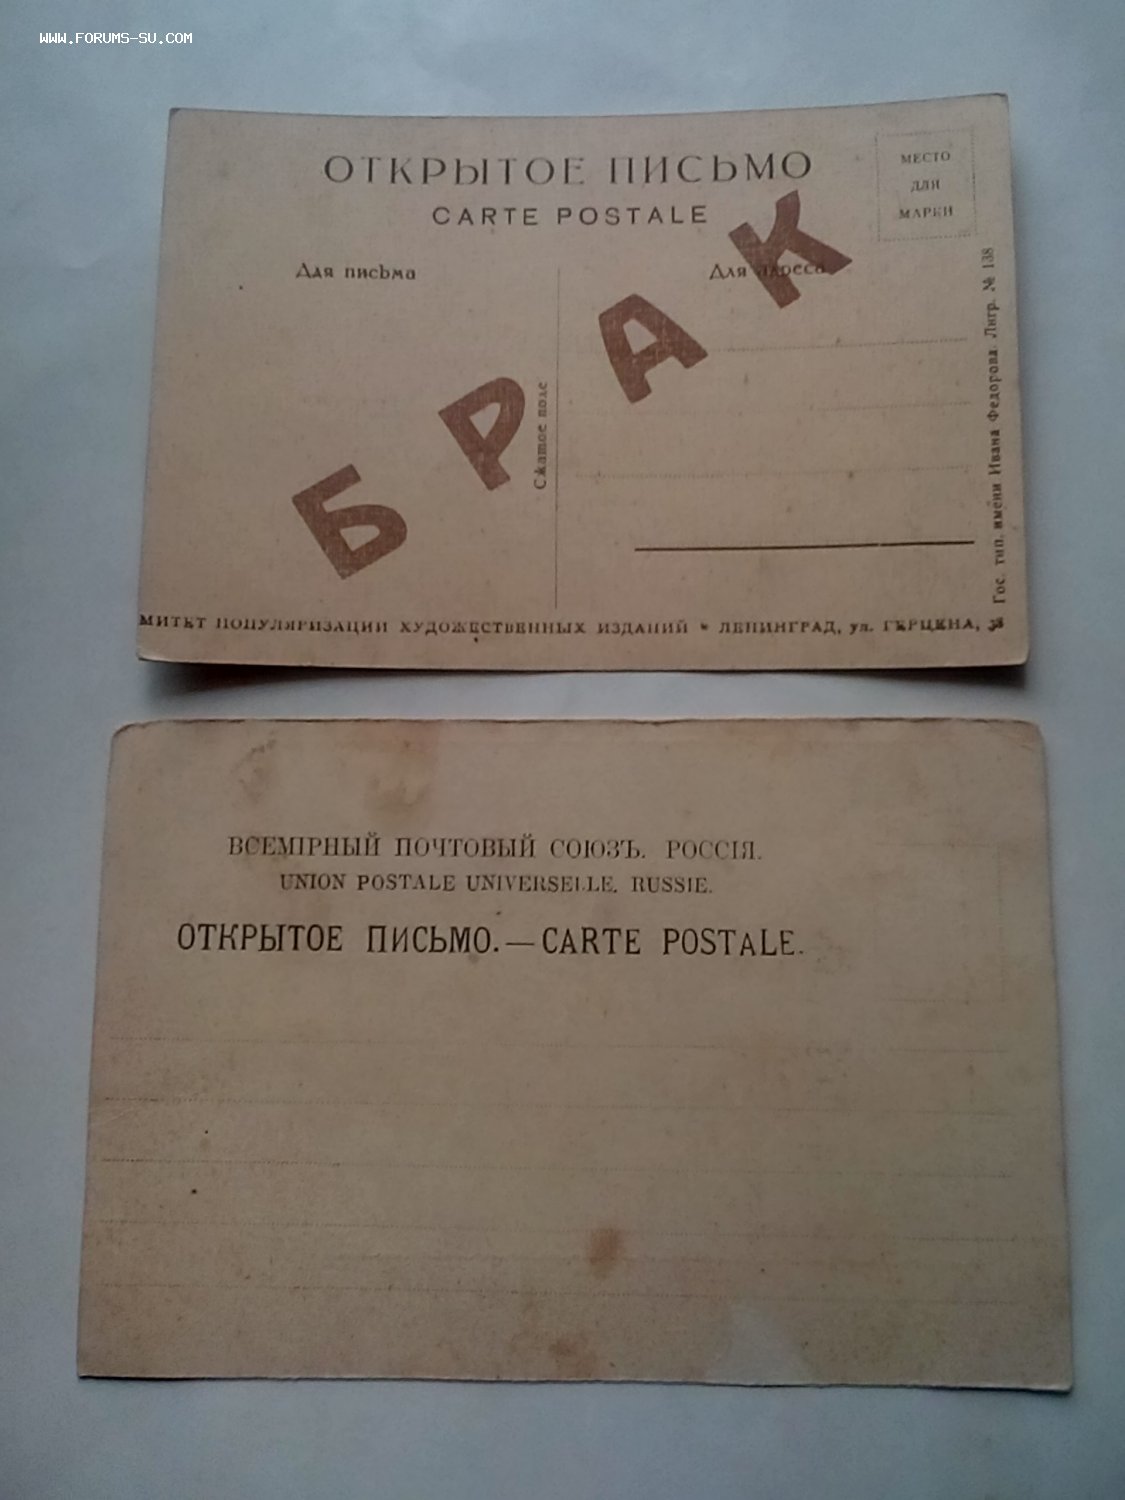 WWW.FORUMS-SU.COM
ОТКРЫТОЕ ПИСЬМО
CARTE POSTALE
МЕСТО
ДЛЯ
МАРКИ
Для письма
Для адреса
БРАК
Сжатое поле
Гос. тип. имени Ивана Федорова. Лнгр. № 138
МИТЕТ ПОПУЛЯРИЗАЦИИ ХУДОЖЕСТВЕННЫХ ИЗДАНИЙ * ЛЕНИНГРАД, ул. ГЕРЦЕНА, 38
ВСЕМІРНЫЙ ПОЧТОВЫЙ СОЮЗЪ. РОССІЯ.
UNION POSTALE UNIVERSELLE. RUSSIE.
ОТКРЫТОЕ ПИСЬМО.—CARTE POSTALE.